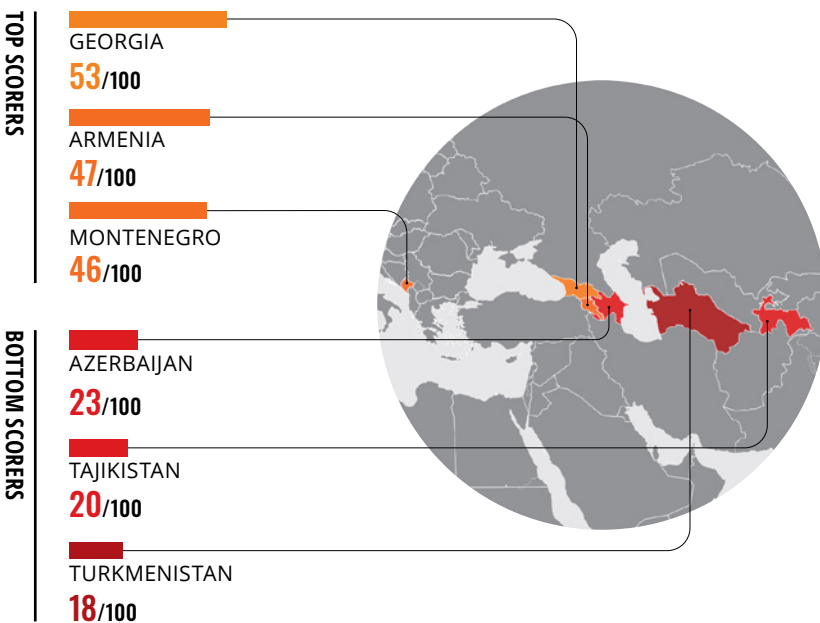 TOP SCORERS
GEORGIA
53/100
ARMENIA
47/100
MONTENEGRO
46/100
BOTTOM SCORERS
AZERBAIJAN
23/100
TAJIKISTAN
20/100
TURKMENISTAN
18/100